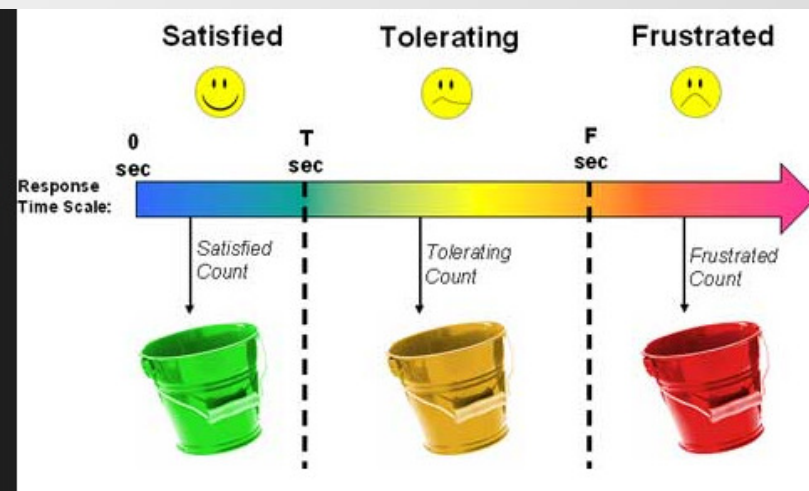 Satisfied
Tolerating
Frustrated
0
sec
T
sec
F
sec
Response
Time Scale:
Satisfied
Count
Tolerating
Count
Frustrated
Count